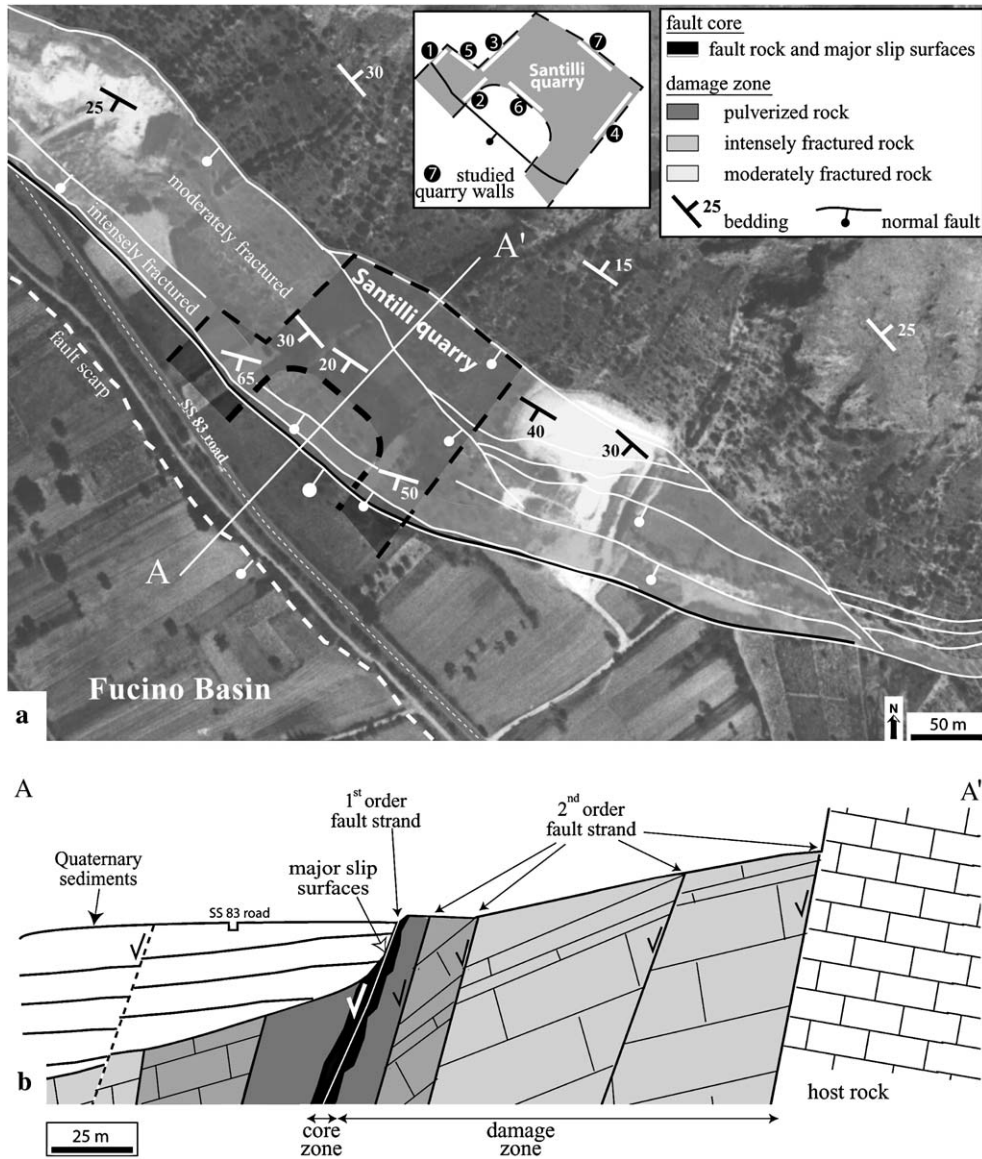 fault core
fault rock and major slip surfaces
damage zone
pulverized rock
intensely fractured rock
moderately fractured rock
25 bedding
normal fault
1
5
3
7
Santilli
quarry
2
6
4
7 studied
quarry walls
30
25
moderately fractured
intensely fractured
A'
Santilli quarry
15
25
30
20
65
40
30
50
fault scarp
SS 83 road
A
Fucino Basin
a
N
50 m
A
A'
1st order
fault strand
2nd order
fault strand
Quaternary
sediments
major slip
surfaces
SS 83 road
b
host rock
25 m
core
zone
damage
zone